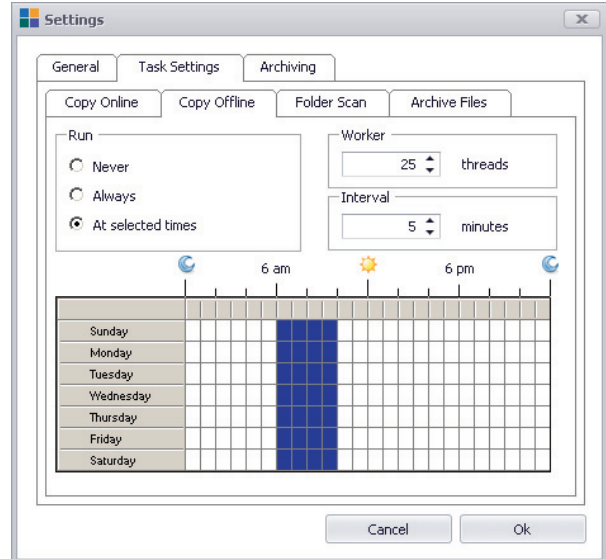 Settings
General Task Settings Archiving
Copy Online Copy Offline Folder Scan Archive Files
Run Worker
Never 25 threads
Always Interval
At selected times 5 minutes
6 am 6 pm
Sunday
Monday
Tuesday
Wednesday
Thursday
Friday
Saturday
Cancel Ok